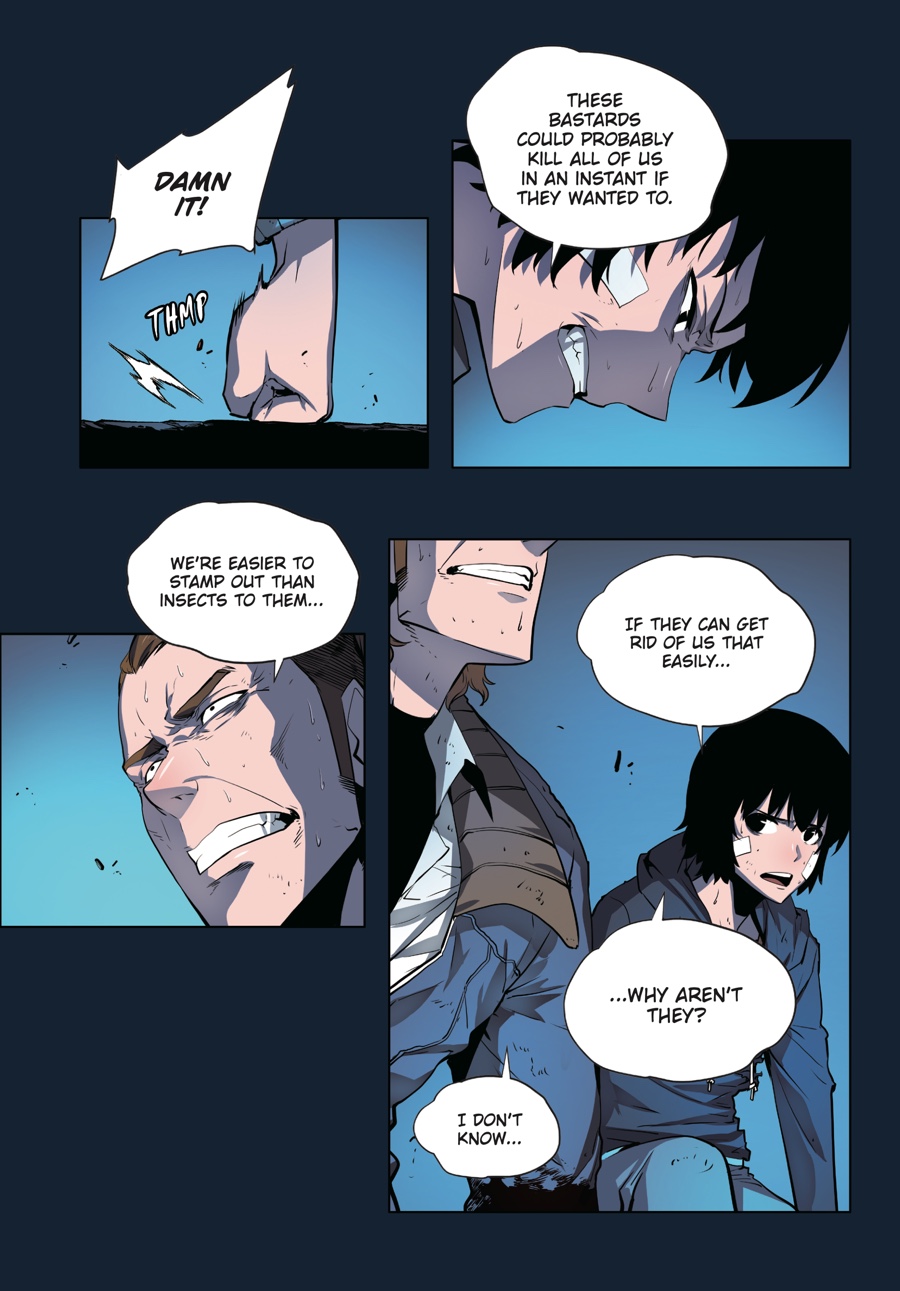 DAMN
IT!
THMP
THESE
BASTARDS
COULD PROBABLY
KILL ALL OF US
IN AN INSTANT IF
THEY WANTED TO.
WE'RE EASIER TO
STAMP OUT THAN
INSECTS TO THEM...
IF THEY CAN GET
RID OF US THAT
EASILY...
...WHY AREN'T
THEY?
I DON'T
KNOW...